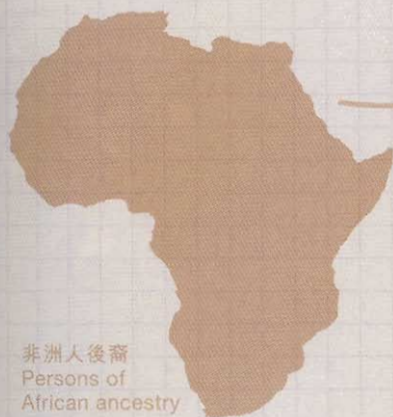 非洲人後裔
Persons of
African ancestry